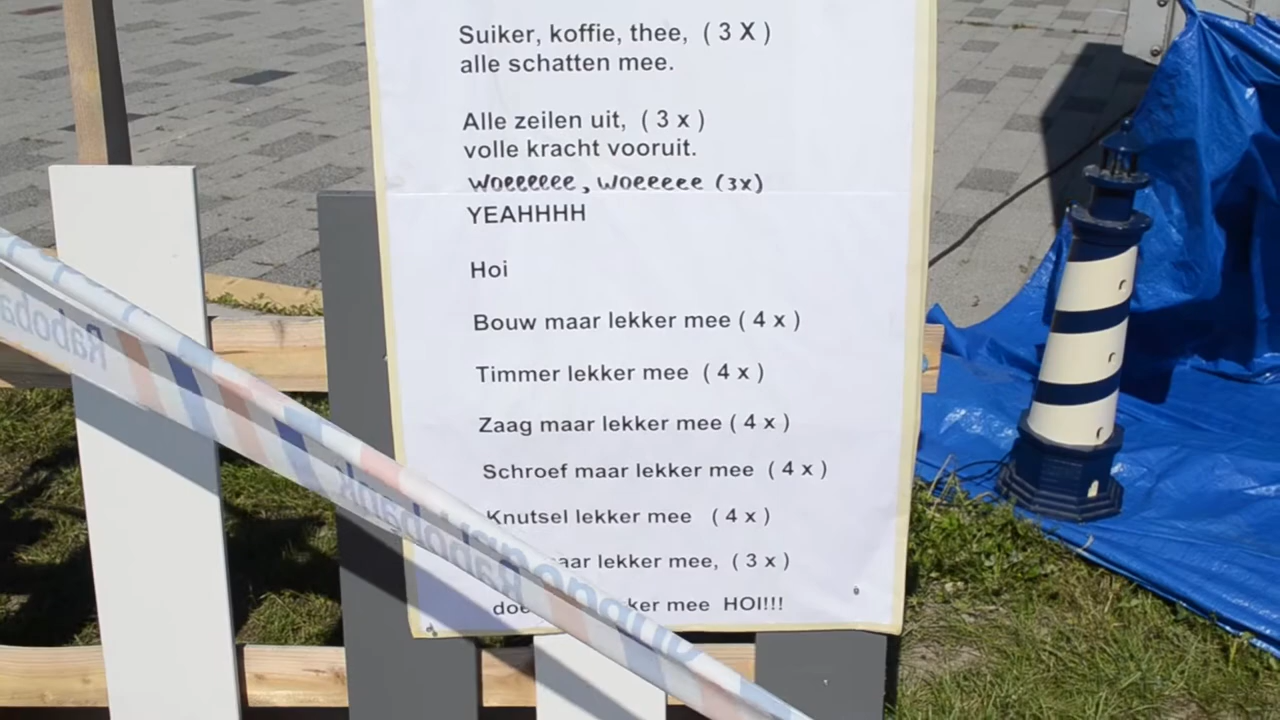 Suiker, koffie, thee, ( 3 X )
alle schatten mee.
Alle zeilen uit, ( 3 x )
volle kracht vooruit.
Woeeeeee, Woeeeee (3x)
YEAHHHH
Hoi
Bouw maar lekker mee ( 4 x )
Timmer lekker mee ( 4 x )
Zaag maar lekker mee ( 4 x )
Schroef maar lekker mee ( 4 x )
Knutsel lekker mee ( 4 x )
lekker mee, ( 3 x )
mee HOI!!!
Rabobank
Rabobank